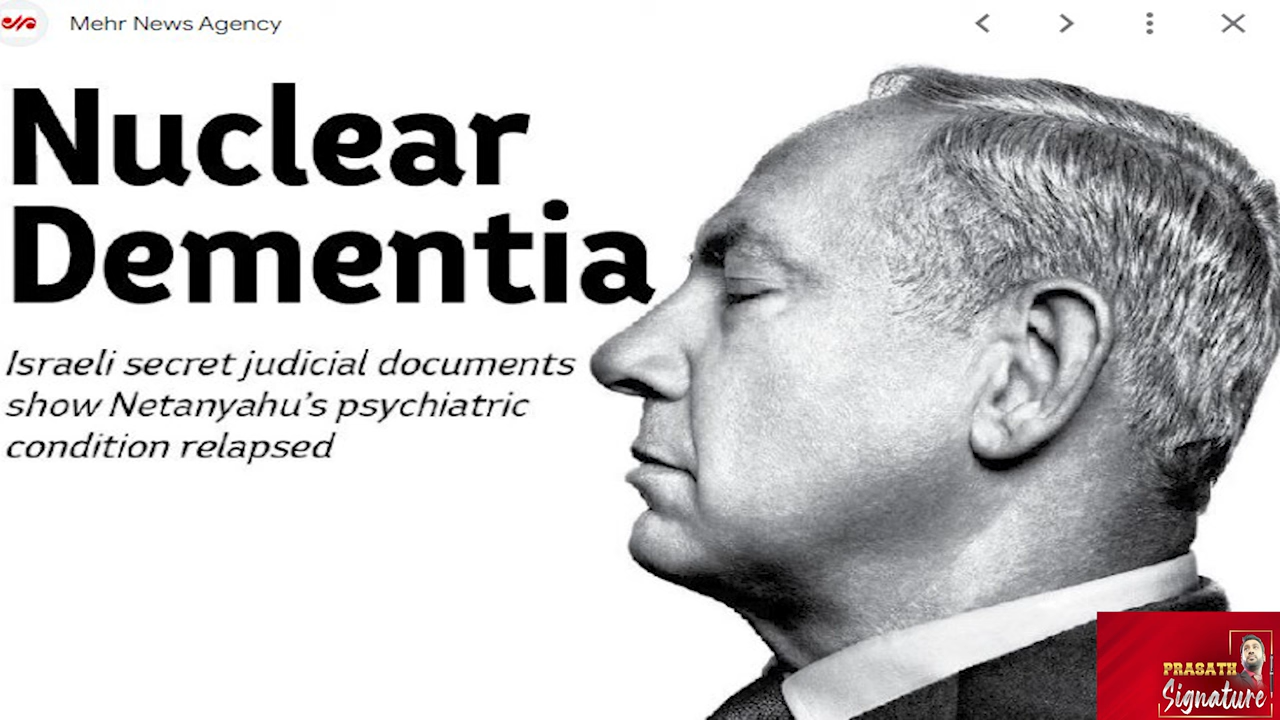 Mehr News Agency
Nuclear
Dementia
Israeli secret judicial documents
show Netanyahu's psychiatric
condition relapsed
PRASATH
Signature